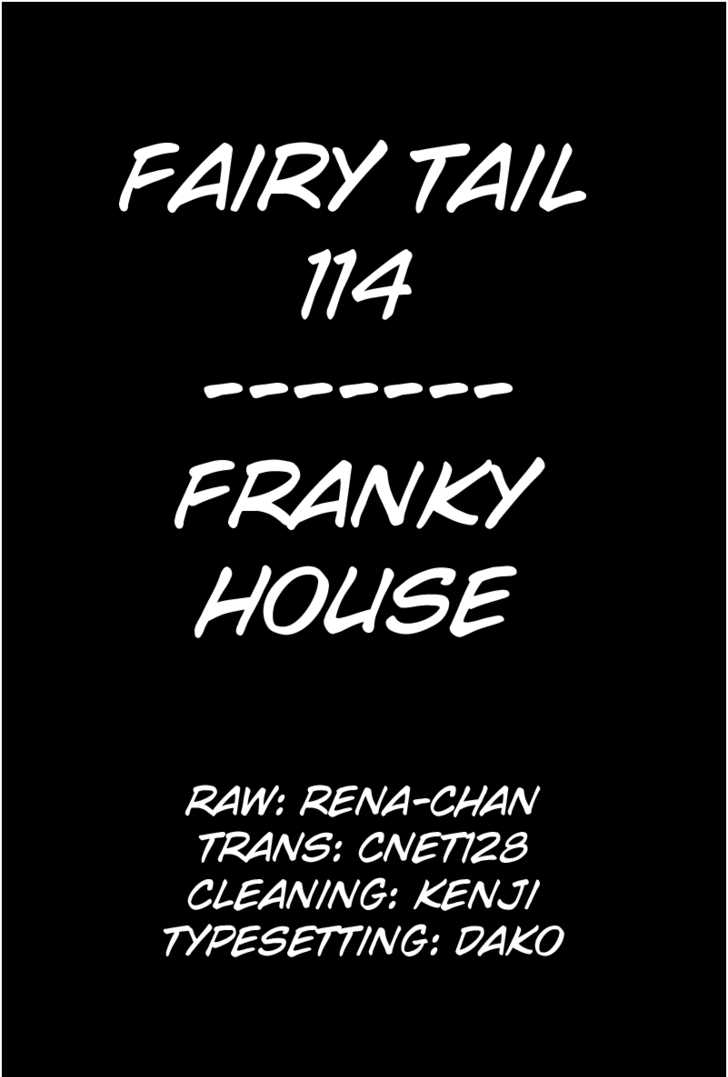 FAIRY TAIL
114
-------
FRANKY
HOUSE
RAW: RENA-CHAN
TRANS: CNET128
CLEANING: KENJI
TYPESETTING: DAKO